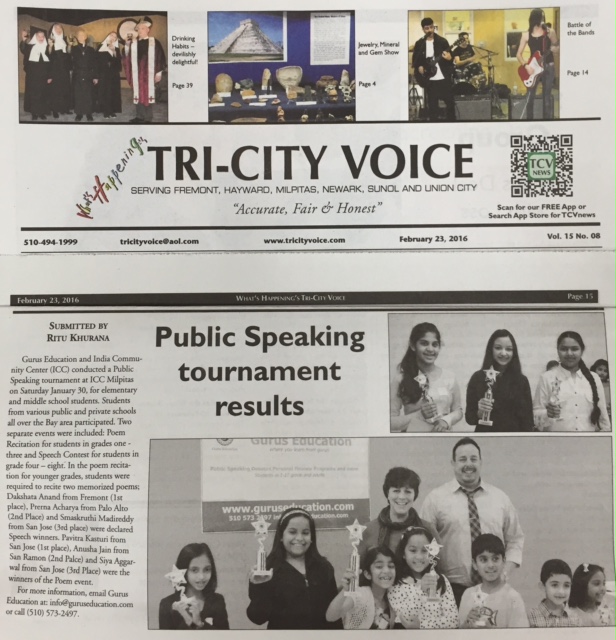 Drinking
Habits –
devilishly
delightful!
Page 39
Jewelry, Mineral
and Gem Show
Page 4
Battle of
the Bands
Page 14
What's Happening's
TRI-CITY VOICE
SERVING FREMONT, HAYWARD, MILPITAS, NEWARK, SUNOL AND UNION CITY
"Accurate, Fair & Honest"
TCV
NEWS
Scan for our FREE App or
Search App Store for TCVnews
510-494-1999 tricityvoice@aol.com www.tricityvoice.com February 23, 2016 Vol. 15 No. 08
February 23, 2016 WHAT'S HAPPENING'S TRI-CITY VOICE Page 15
SUBMITTED BY
RITU KHURANA
Gurus Education and India Commu-
nity Center (ICC) conducted a Public
Speaking tournament at ICC Milpitas
on Saturday January 30, for elementary
and middle school students. Students
from various public and private schools
all over the Bay area participated. Two
separate events were included: Poem
Recitation for students in grades one -
three and Speech Contest for students in
grade four – eight. In the poem recita-
tion for younger grades, students were
required to recite two memorized poems;
Dakshata Anand from Fremont (1st
place), Prerna Acharya from Palo Alto
(2nd Place) and Smaskruthi Madireddy
from San Jose (3rd place) were declared
Speech winners. Pavitra Kasturi from
San Jose (1st place), Anusha Jain from
San Ramon (2nd Palce) and Siya Aggar-
wal from San Jose (3rd Place) were the
winners of the Poem event.
For more information, email Gurus
Education at: info@guruseducation.com
or call (510) 573-2497.
Public Speaking
tournament
results
Gurus Education
www.guruseducation.com